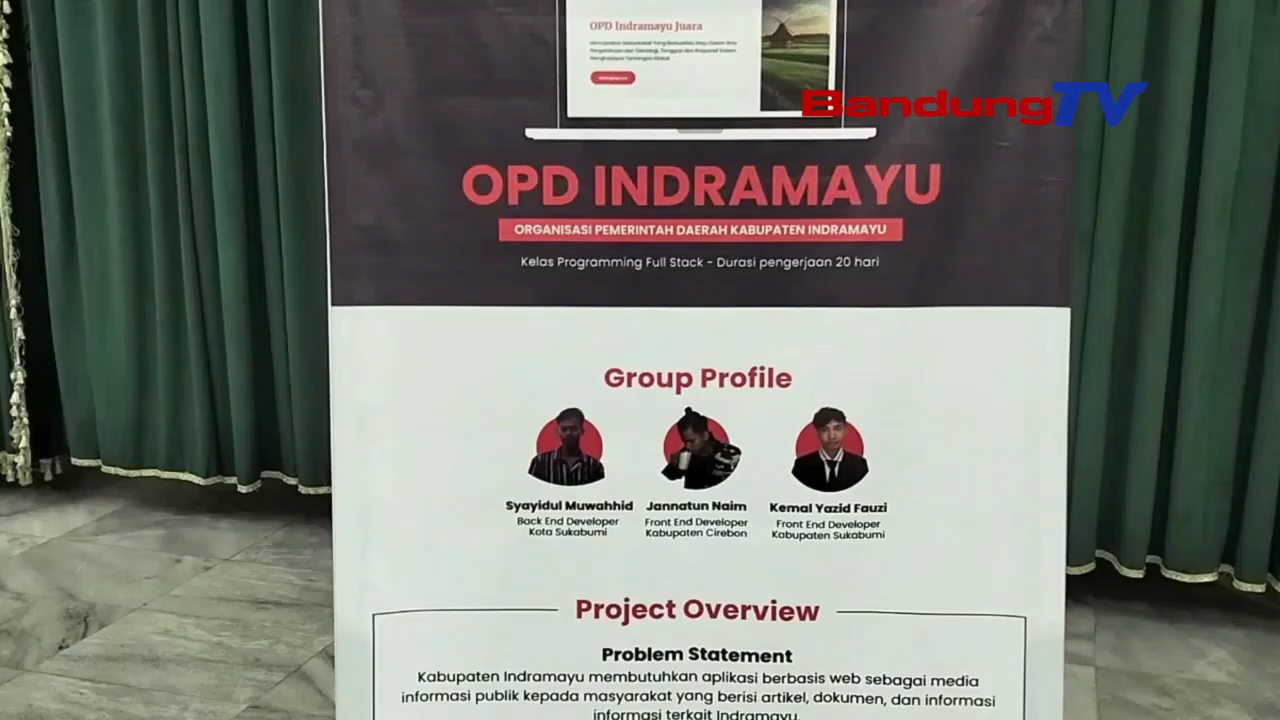 OPD Indramayu Juara
BandungTV
OPD INDRAMAYU
ORGANISASI PEMERINTAH DAERAH KABUPATEN INDRAMAYU
Kelas Programming Full Stack - Durasi pengerjaan 20 hari
Group Profile
Syayidul Muwahhid
Back End Developer
Kota Sukabumi
Jannatun Naim
Front End Developer
Kabupaten Cirebon
Kemal Yazid Fauzi
Front End Developer
Kabupaten Sukabumi
Project Overview
Problem Statement
Kabupaten Indramayu membutuhkan aplikasi berbasis web sebagai media
informasi publik kepada masyarakat yang berisi artikel, dokumen, dan informasi
informasi terkait Indramayu.